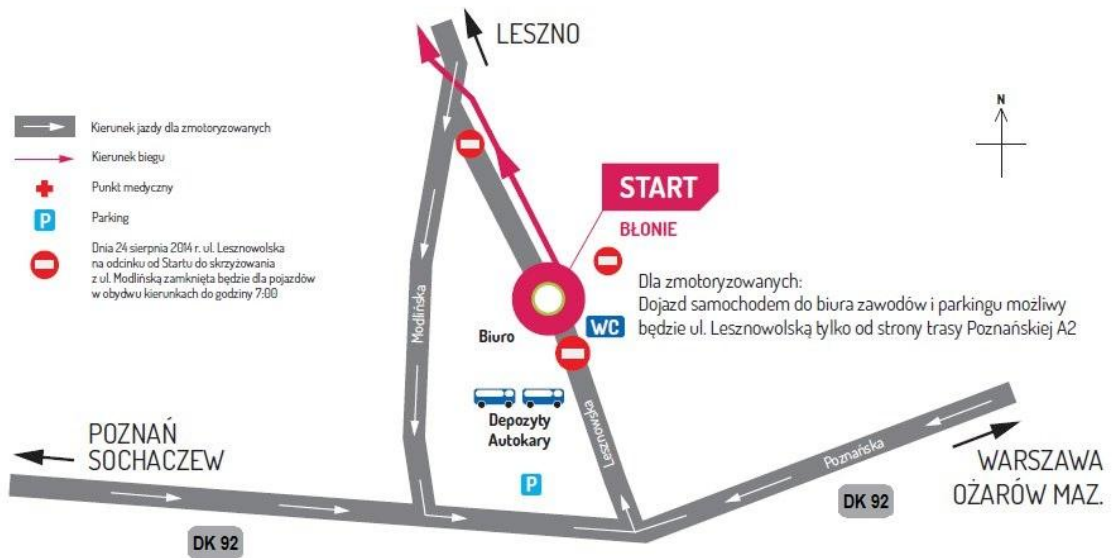 LESZNO
N
Kierunek jazdy dla zmotoryzowanych
Kierunek biegu
Punkt medyczny
P
Parking
Dnia 24 sierpnia 2014 r. ul. Lesznowolska
na odcinku od Startu do skrzyżowania
z ul. Modlińską zamknięta będzie dla pojazdów
w obydwu kierunkach do godziny 7:00
START
BŁONIE
Dla zmotoryzowanych:
Dojazd samochodem do biura zawodów i parkingu możliwy
będzie ul. Lesznowolską tylko od strony trasy Poznańskiej A2
Modlińska
Biuro
WC
Depozyty
Autokary
Lesznowska
P
POZNAŃ
SOCHACZEW
Poznańska
WARSZAWA
OŻARÓW MAZ.
DK 92
DK 92